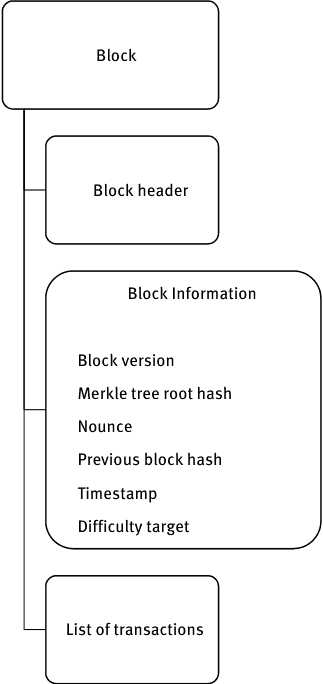 Block
Block header
Block Information
Block version
Merkle tree root hash
Nounce
Previous block hash
Timestamp
Difficulty target
List of transactions